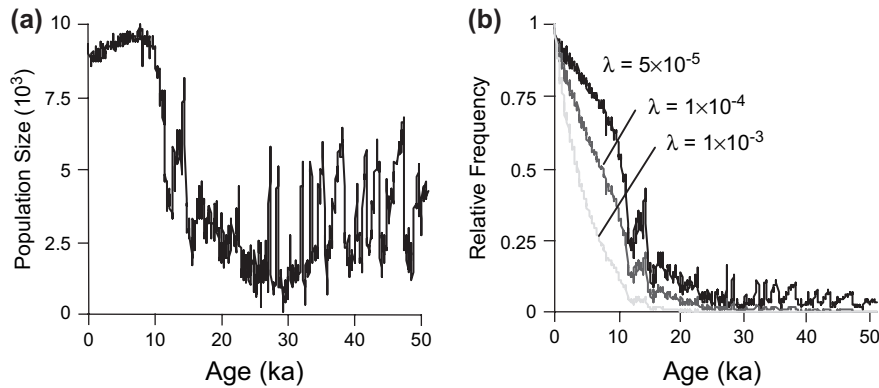 (a)
10
7.5
5
2.5
0
Population Size (10³)
0 10 20 30 40 50
Age (ka)
(b)
1
0.75
0.5
0.25
0
Relative Frequency
λ = 5×10⁻⁵
λ = 1×10⁻⁴
λ = 1×10⁻³
0 10 20 30 40 50
Age (ka)